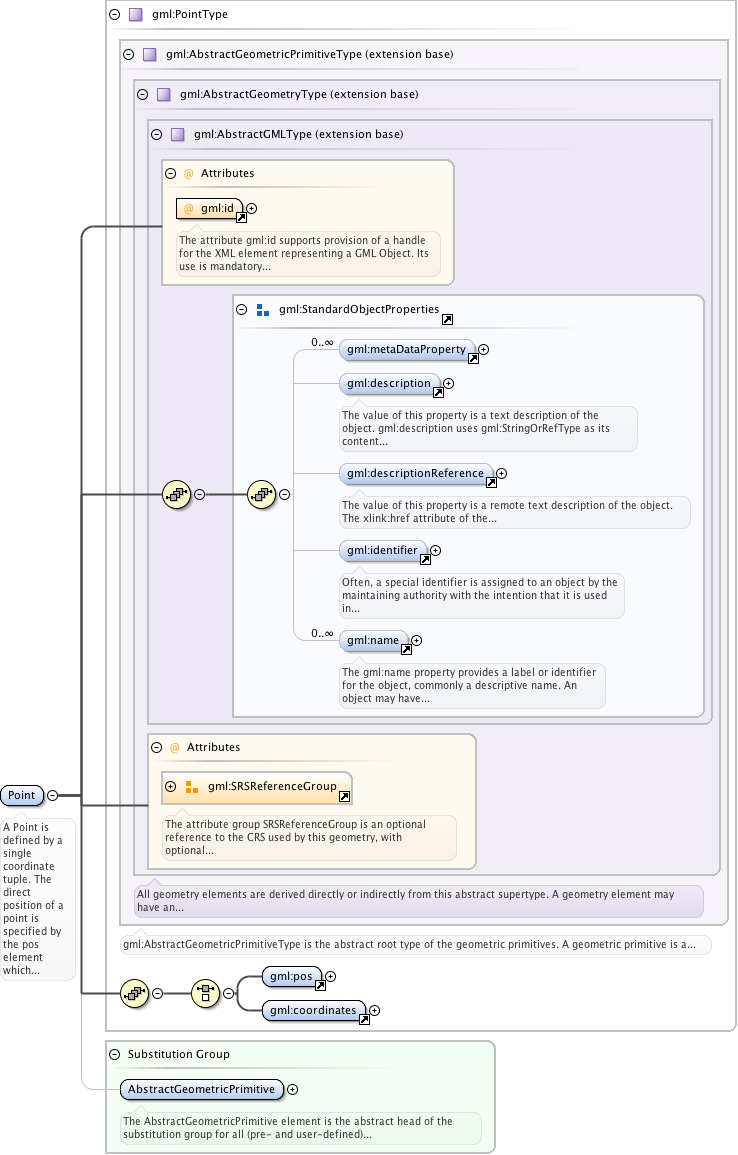 gml:PointType
gml:AbstractGeometricPrimitiveType (extension base)
gml:AbstractGeometryType (extension base)
gml:AbstractGMLType (extension base)
@ Attributes
@ gml:id
The attribute gml:id supports provision of a handle
for the XML element representing a GML Object. Its
use is mandatory...
gml:StandardObjectProperties
0..∞
gml:metaDataProperty
gml:description
The value of this property is a text description of the
object. gml:description uses gml:StringOrRefType as its
content...
gml:descriptionReference
The value of this property is a remote text description of the object.
The xlink:href attribute of the...
gml:identifier
Often, a special identifier is assigned to an object by the
maintaining authority with the intention that it is used
in...
0..∞
gml:name
The gml:name property provides a label or identifier
for the object, commonly a descriptive name. An
object may have...
@ Attributes
gml:SRSReferenceGroup
The attribute group SRSReferenceGroup is an optional
reference to the CRS used by this geometry, with
optional...
Point
A Point is
defined by a
single
coordinate
tuple. The
direct
position of a
point is
specified by
the pos
element
which...
All geometry elements are derived directly or indirectly from this abstract supertype. A geometry element may
have an...
gml:AbstractGeometricPrimitiveType is the abstract root type of the geometric primitives. A geometric primitive is a...
gml:pos
gml:coordinates
Substitution Group
AbstractGeometricPrimitive
The AbstractGeometricPrimitive element is the abstract head of the
substitution group for all (pre- and user-defined)...